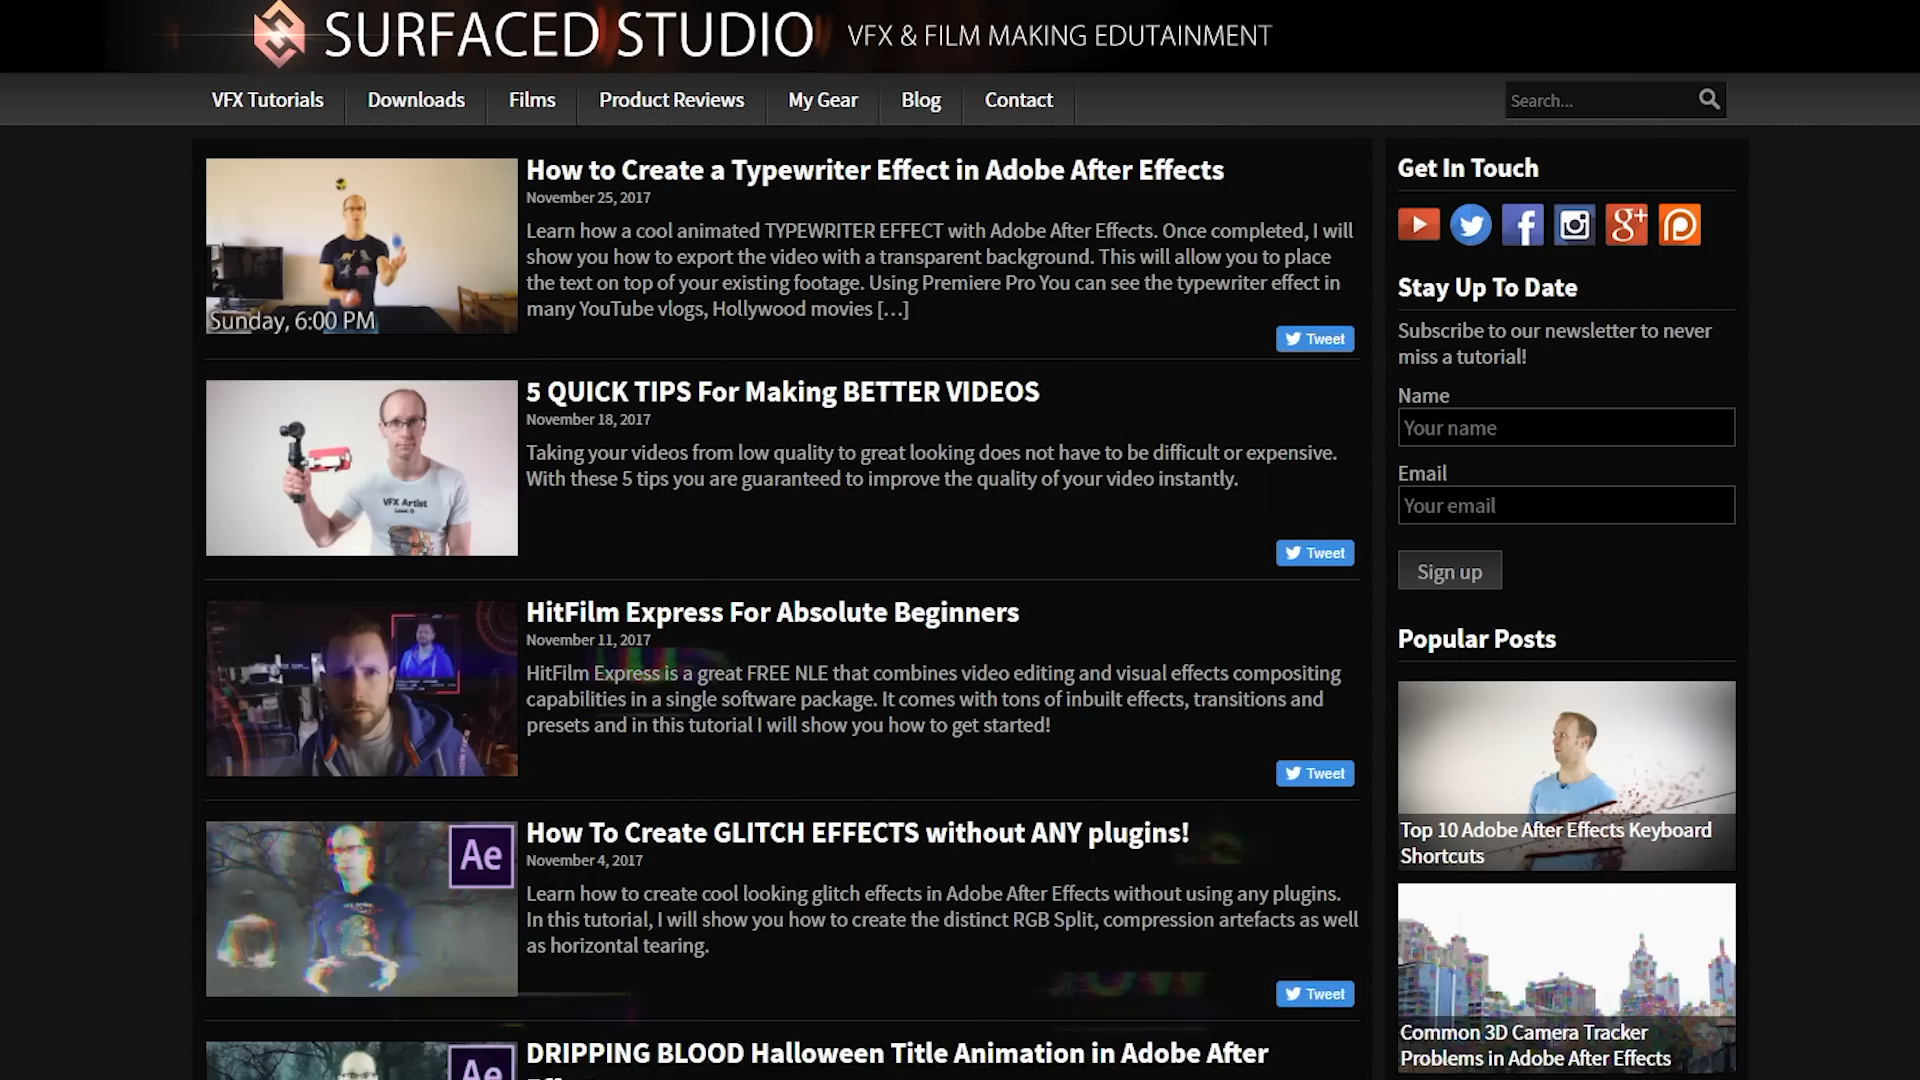 SURFACED STUDIO
VFX & FILM MAKING EDUTAINMENT
VFX Tutorials
Downloads
Films
Product Reviews
My Gear
Blog
Contact
Search...
Sunday, 6:00 PM
How to Create a Typewriter Effect in Adobe After Effects
November 25, 2017
Learn how a cool animated TYPEWRITER EFFECT with Adobe After Effects. Once completed, I will
show you how to export the video with a transparent background. This will allow you to place
the text on top of your existing footage. Using Premiere Pro You can see the typewriter effect in
many YouTube vlogs, Hollywood movies […]
Tweet
VFX Artist
5 QUICK TIPS For Making BETTER VIDEOS
November 18, 2017
Taking your videos from low quality to great looking does not have to be difficult or expensive.
With these 5 tips you are guaranteed to improve the quality of your video instantly.
Tweet
HitFilm Express For Absolute Beginners
November 11, 2017
HitFilm Express is a great FREE NLE that combines video editing and visual effects compositing
capabilities in a single software package. It comes with tons of inbuilt effects, transitions and
presets and in this tutorial I will show you how to get started!
Tweet
Ae
How To Create GLITCH EFFECTS without ANY plugins!
November 4, 2017
Learn how to create cool looking glitch effects in Adobe After Effects without using any plugins.
In this tutorial, I will show you how to create the distinct RGB Split, compression artefacts as well
as horizontal tearing.
Tweet
Ae
DRIPPING BLOOD Halloween Title Animation in Adobe After
Get In Touch
Stay Up To Date
Subscribe to our newsletter to never
miss a tutorial!
Name
Your name
Email
Your email
Sign up
Popular Posts
Top 10 Adobe After Effects Keyboard
Shortcuts
Common 3D Camera Tracker
Problems in Adobe After Effects